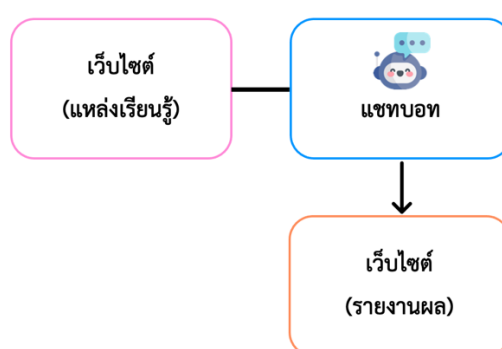 เว็บไซต์
(แหล่งเรียนรู้)
แชทบอท
เว็บไซต์
(รายงานผล)